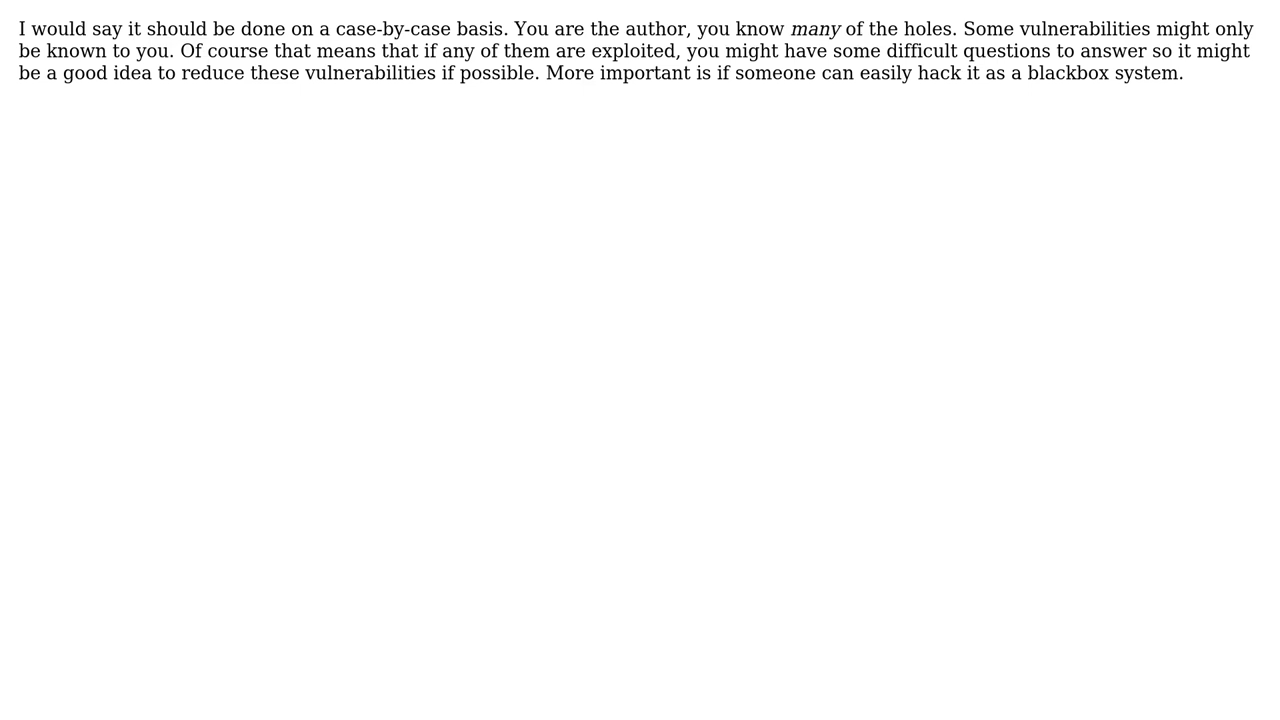 I would say it should be done on a case-by-case basis. You are the author, you know many of the holes. Some vulnerabilities might only
be known to you. Of course that means that if any of them are exploited, you might have some difficult questions to answer so it might
be a good idea to reduce these vulnerabilities if possible. More important is if someone can easily hack it as a blackbox system.